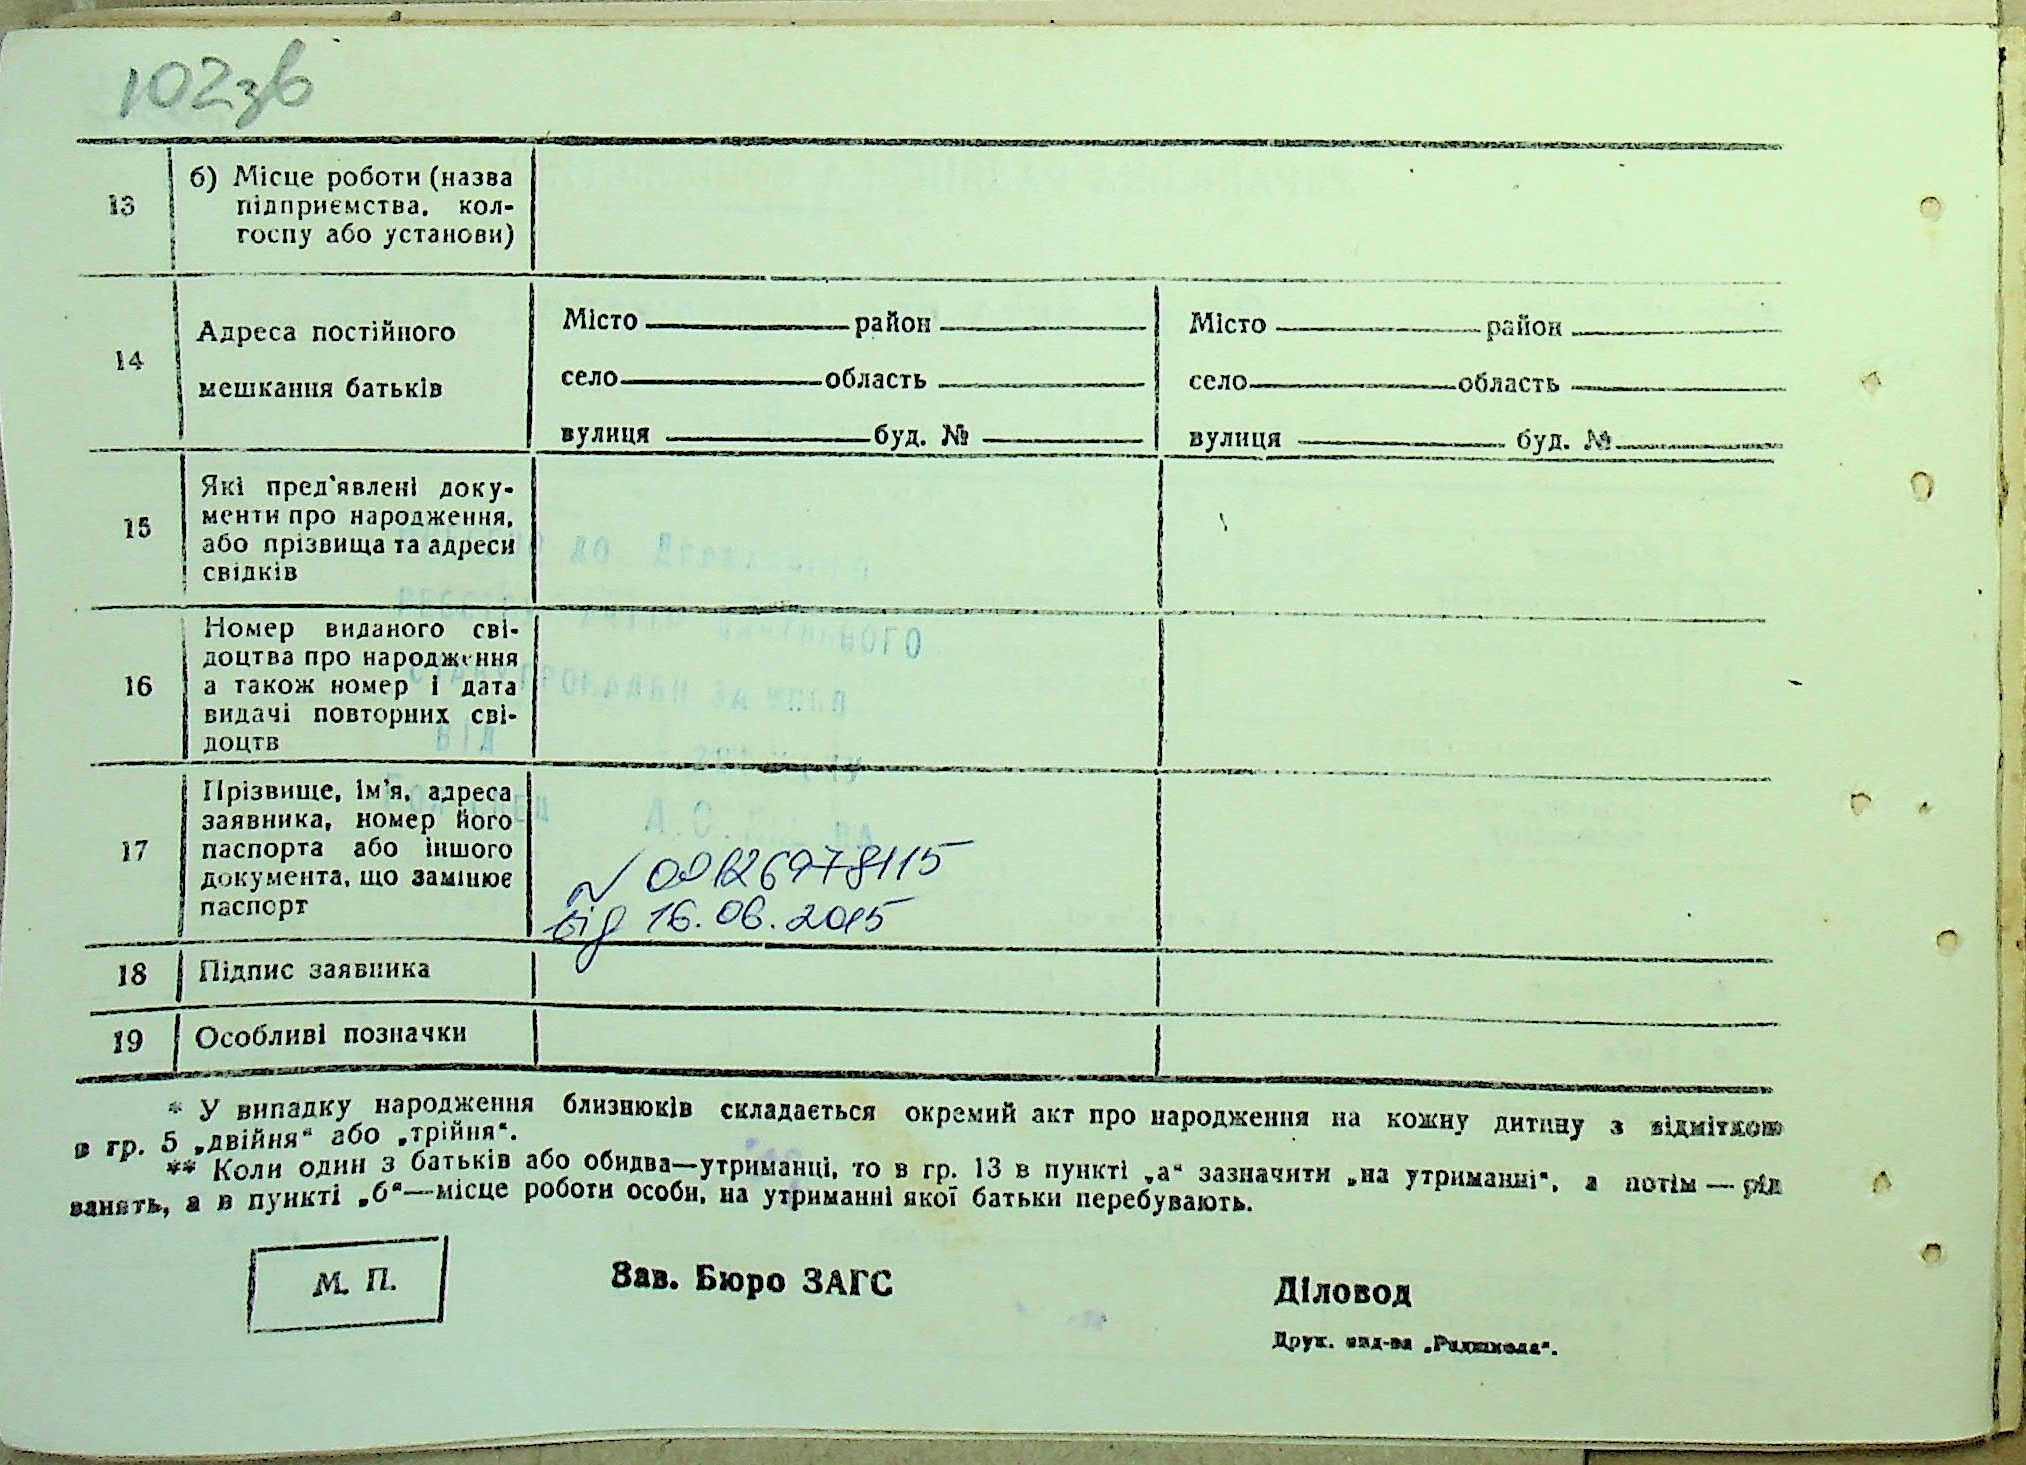 102зв
13
б) Місце роботи (назва
підприємства, кол-
госпу або установи)
14
Адреса постійного
мешкання батьків
Місто район
село область
вулиця буд. №
Місто район
село область
вулиця буд. №
15
Які пред'явлені доку-
менти про народження,
або прізвища та адреси
свідків
16
Номер виданого сві-
доцтва про народження
а також номер і дата
видачі повторних сві-
доцтв
17
Прізвище, ім'я, адреса
заявника, номер його
паспорта або іншого
документа, що замінює
паспорт
N 00126978115
від 16.06.2015
18
Підпис заявника
19
Особливі позначки
* У випадку народження близнюків складається окремий акт про народження на кожну дитину з відміткою
в гр. 5 „двійня“ або „трійня“.
** Коли один з батьків або обидва—утриманці, то в гр. 13 в пункті „а“ зазначити „на утриманні“, а потім — рід
занять, а в пункті „б“—місце роботи особи, на утриманні якої батьки перебувають.
М. П.
Зав. Бюро ЗАГС
Діловод
Друк. вид-ва „Радшкола“.